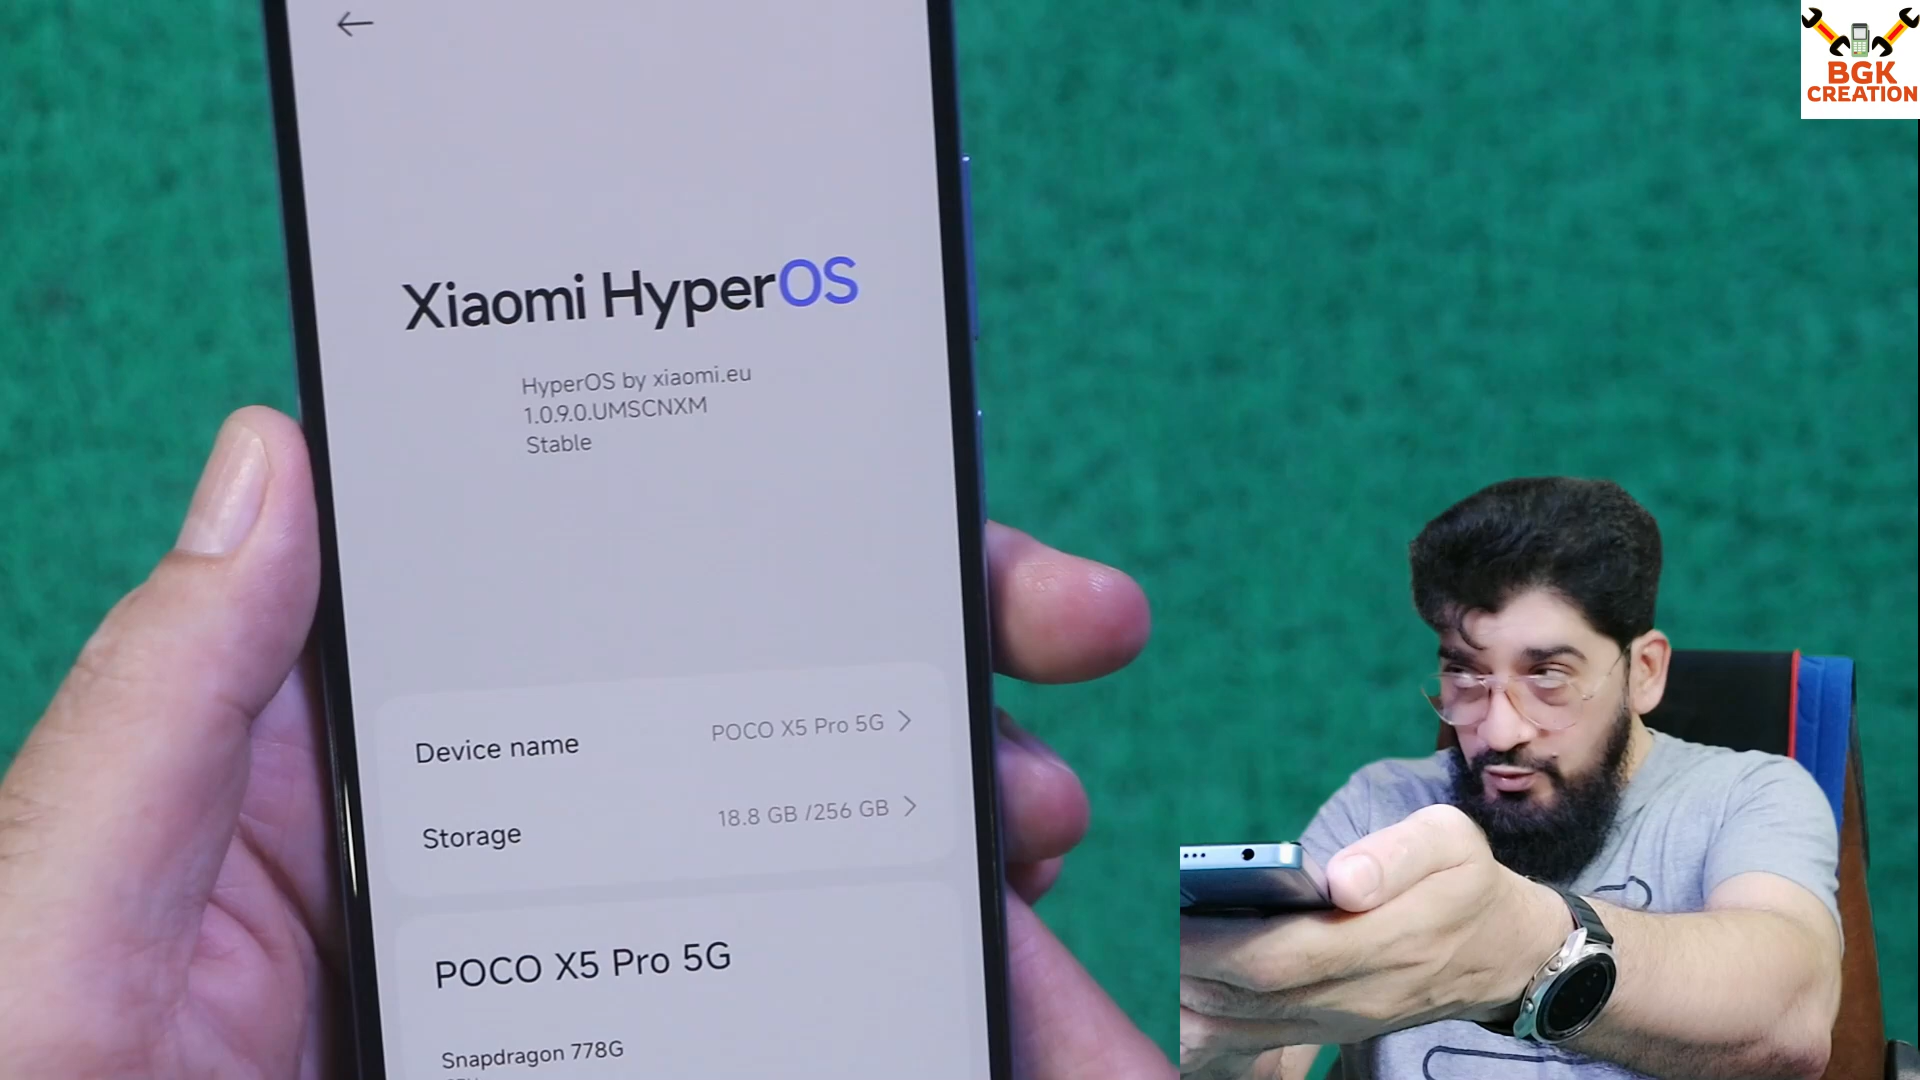 BGK
CREATION
Xiaomi HyperOS
HyperOS by xiaomi.eu
1.0.9.0.UMSCNXM
Stable
Device name
POCO X5 Pro 5G
Storage
18.8 GB /256 GB
POCO X5 Pro 5G
Snapdragon 778G